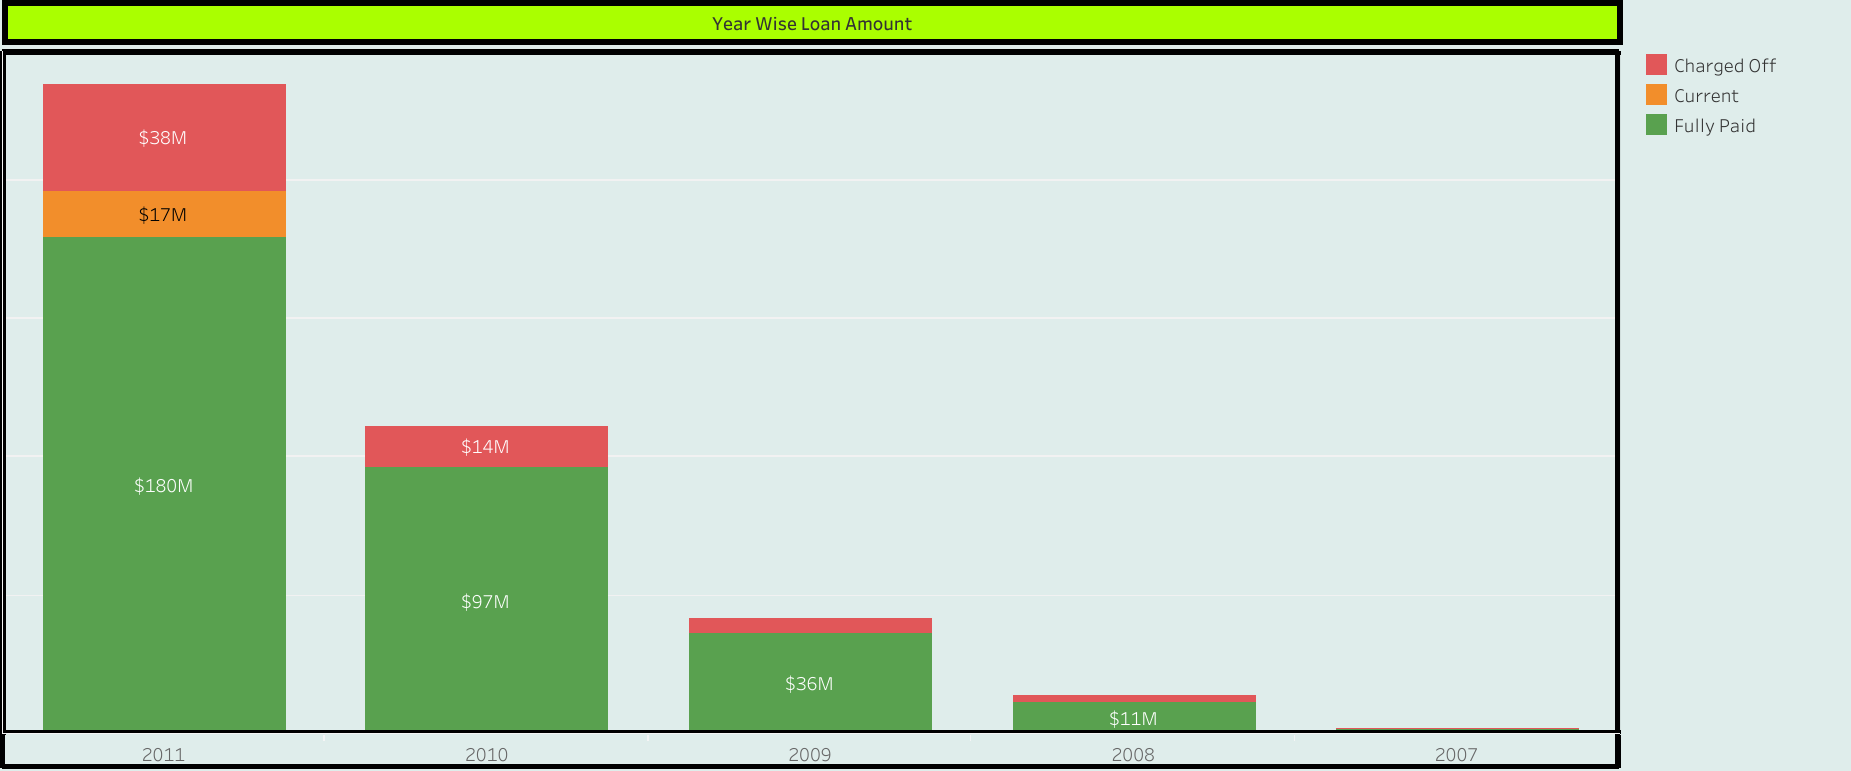 Year Wise Loan Amount
Charged Off
Current
Fully Paid
$38M
$17M
$180M
$14M
$97M
$36M
$11M
2011 2010 2009 2008 2007